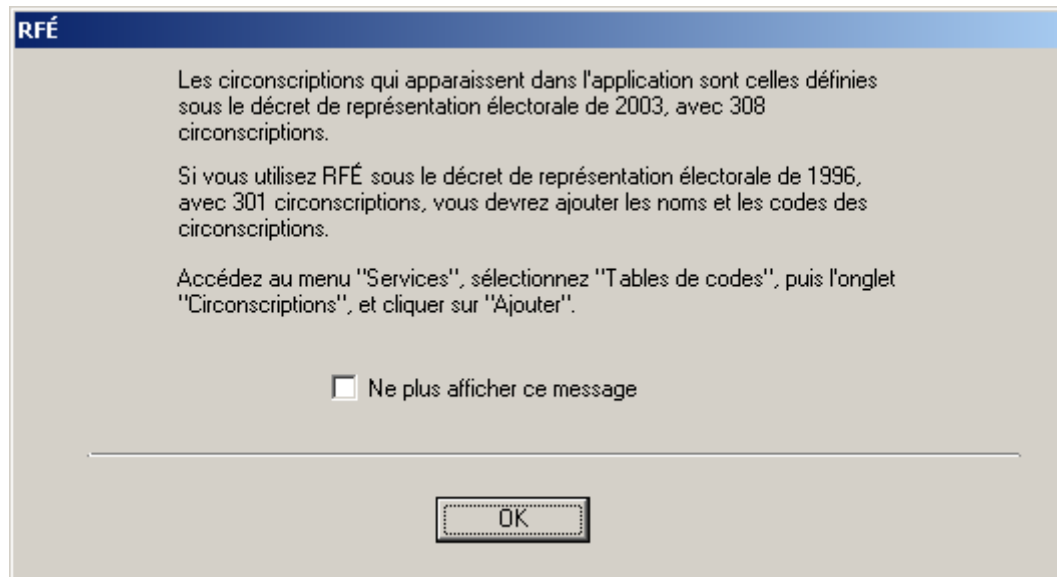 RFÉ
Les circonscriptions qui apparaissent dans l'application sont celles définies
sous le décret de représentation électorale de 2003, avec 308
circonscriptions.
Si vous utilisez RFÉ sous le décret de représentation électorale de 1996,
avec 301 circonscriptions, vous devrez ajouter les noms et les codes des
circonscriptions.
Accédez au menu "Services", sélectionnez "Tables de codes", puis l'onglet
"Circonscriptions", et cliquer sur "Ajouter".
Ne plus afficher ce message
OK